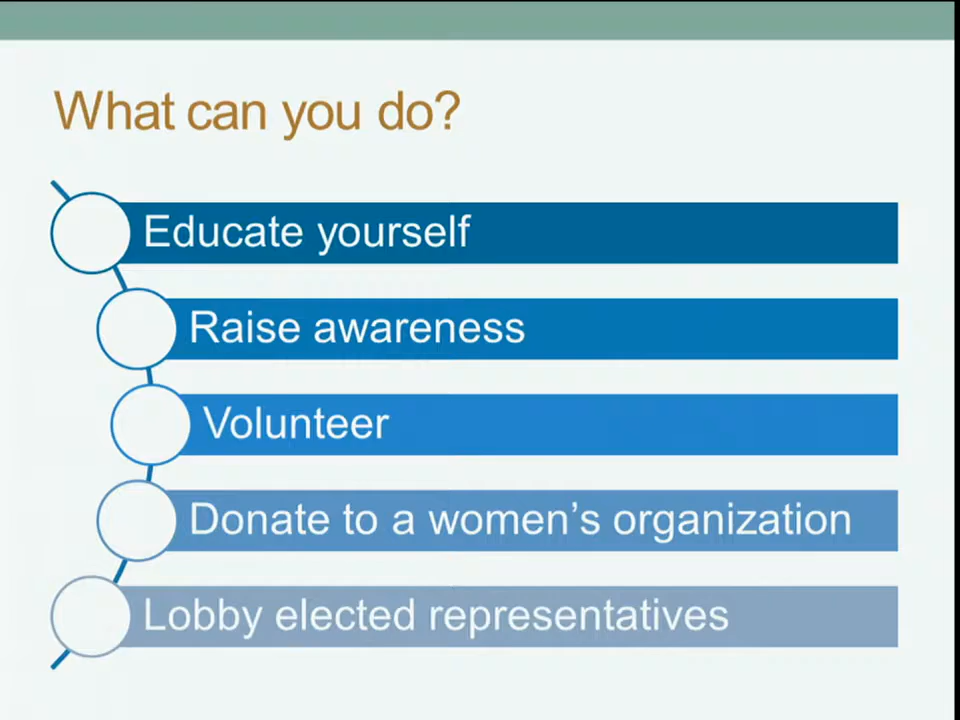 What can you do?
Educate yourself
Raise awareness
Volunteer
Donate to a women’s organization
Lobby elected representatives